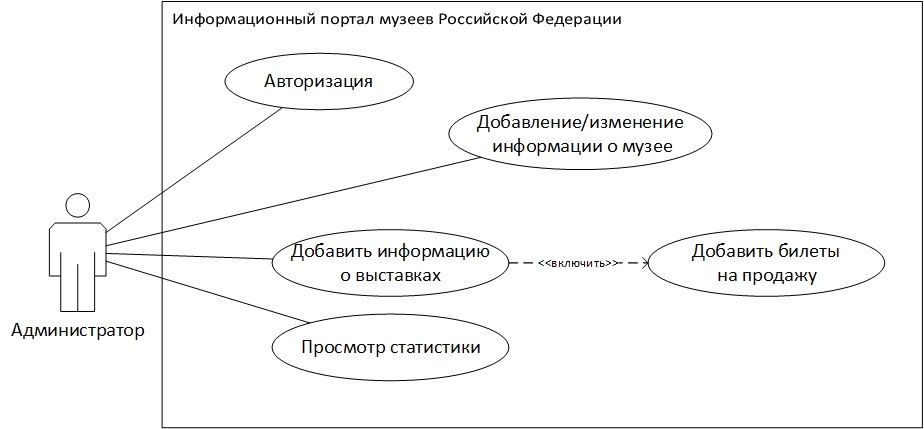 Информационный портал музеев Российской Федерации
Авторизация
Добавление/изменение
информации о музее
Добавить информацию
о выставках
<<включить>>
Добавить билеты
на продажу
Администратор
Просмотр статистики